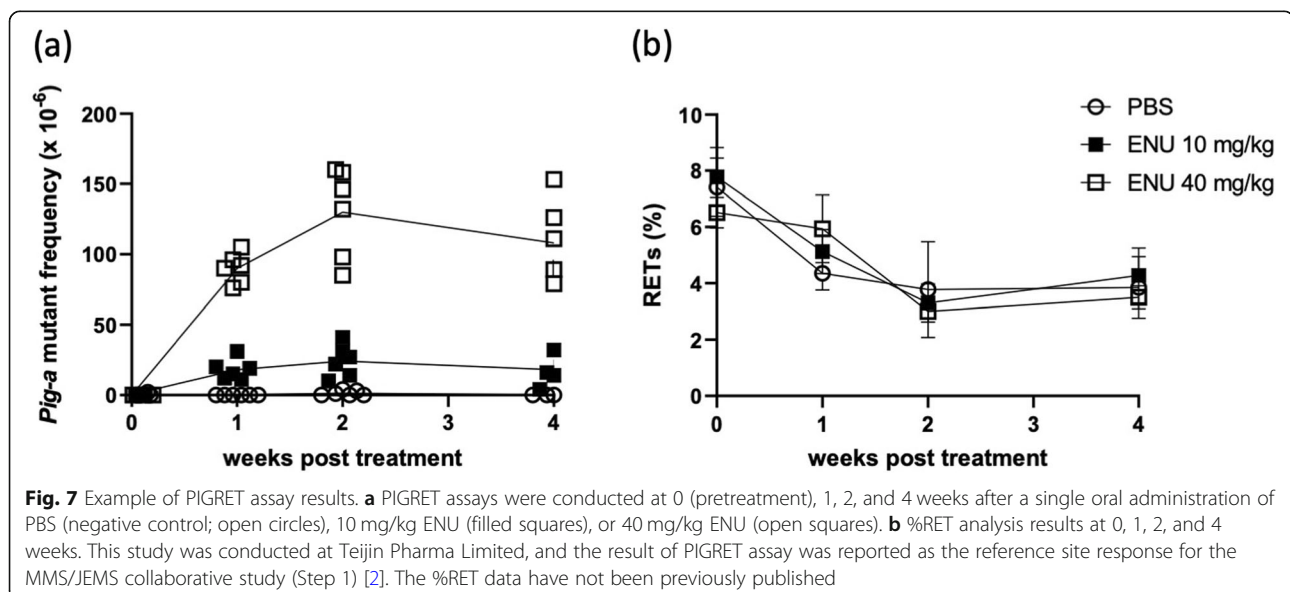 (a)
Pig-a mutant frequency (x 10⁻⁶)
200
150
100
50
0
0 1 2 3 4
weeks post treatment
(b)
RETs (%)
10
8
6
4
2
0
0 1 2 3 4
weeks post treatment
PBS
ENU 10 mg/kg
ENU 40 mg/kg
Fig. 7 Example of PIGRET assay results. a PIGRET assays were conducted at 0 (pretreatment), 1, 2, and 4 weeks after a single oral administration of
PBS (negative control; open circles), 10 mg/kg ENU (filled squares), or 40 mg/kg ENU (open squares). b %RET analysis results at 0, 1, 2, and 4
weeks. This study was conducted at Teijin Pharma Limited, and the result of PIGRET assay was reported as the reference site response for the
MMS/JEMS collaborative study (Step 1) [2]. The %RET data have not been previously published